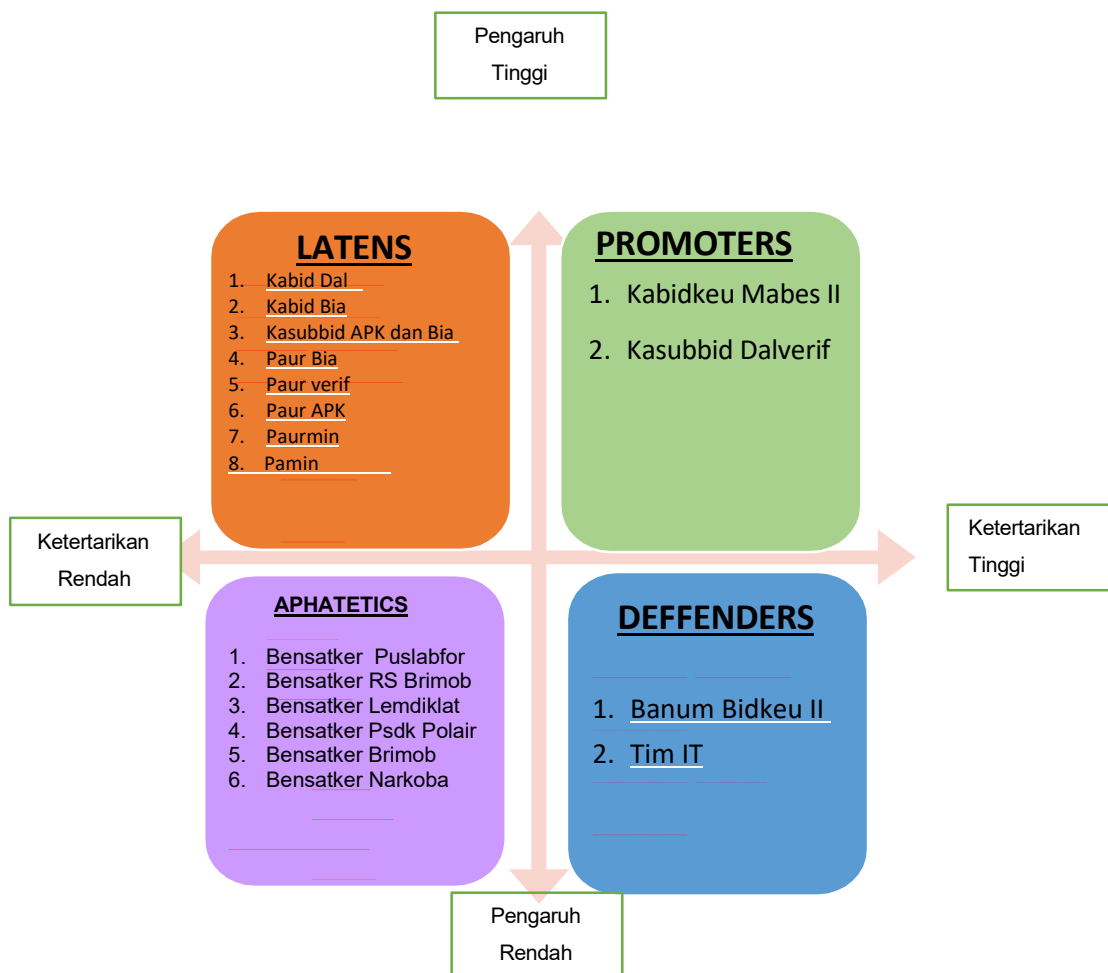 Pengaruh
Tinggi
LATENS
1. Kabid Dal
2. Kabid Bia
3. Kasubbid APK dan Bia
4. Paur Bia
5. Paur verif
6. Paur APK
7. Paurmin
8. Pamin
PROMOTERS
1. Kabidkeu Mabes II
2. Kasubbid Dalverif
Ketertarikan
Rendah
Ketertarikan
Tinggi
APHATETICS
1. Bensatker Puslabfor
2. Bensatker RS Brimob
3. Bensatker Lemdiklat
4. Bensatker Psdk Polair
5. Bensatker Brimob
6. Bensatker Narkoba
DEFFENDERS
1. Banum Bidkeu II
2. Tim IT
Pengaruh
Rendah